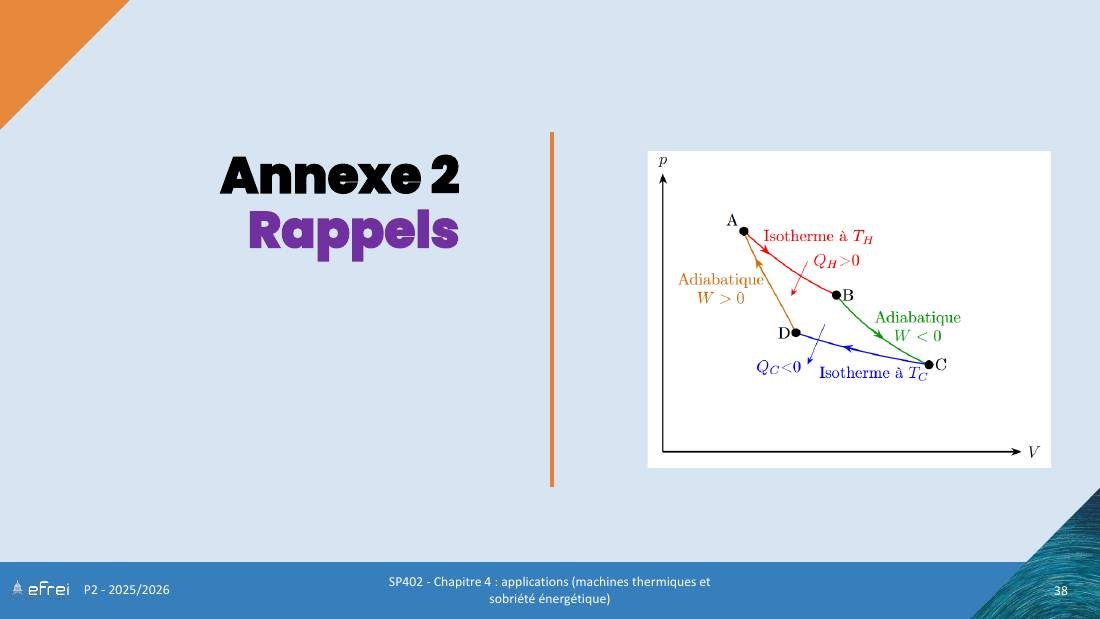 Annexe 2
Rappels
p
A
Isotherme à T_H
Q_H>0
Adiabatique
W > 0
B
Adiabatique
W < 0
D
C
Q_C<0
Isotherme à T_C
V
efrei
P2 - 2025/2026
SP402 - Chapitre 4 : applications (machines thermiques et
sobriété énergétique)
38